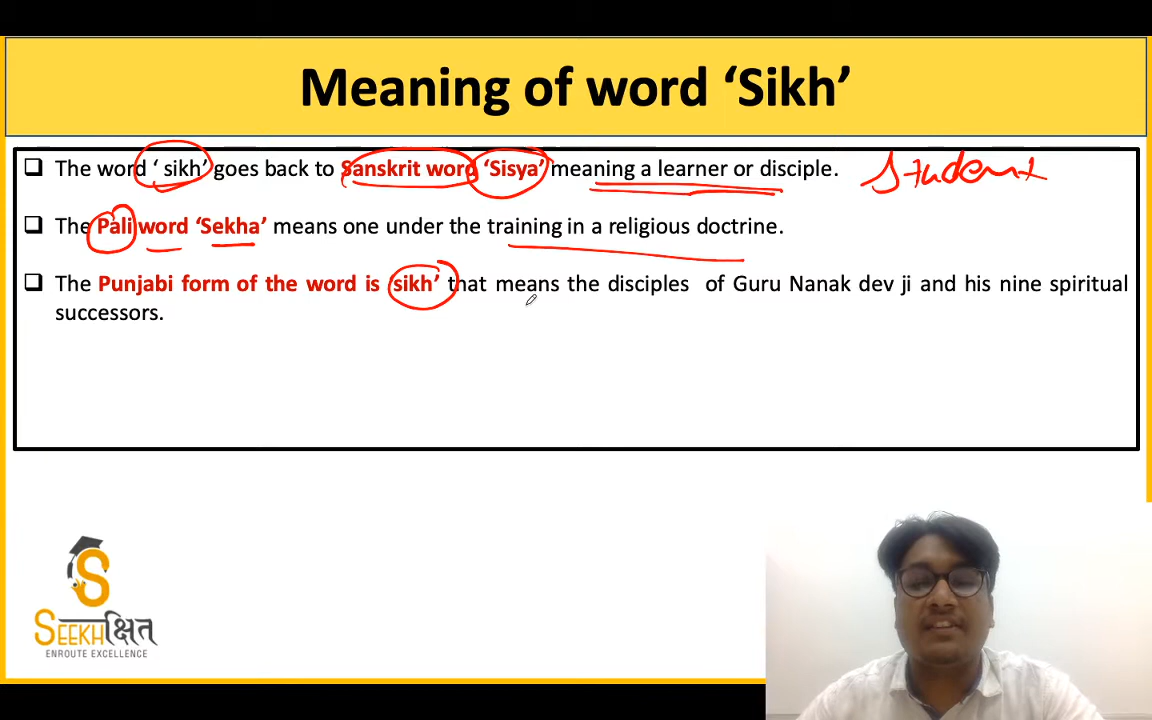 Meaning of word ‘Sikh’
❑ The word ‘ sikh’ goes back to Sanskrit word ‘Sisya’ meaning a learner or disciple. Student
❑ The Pali word ‘Sekha’ means one under the training in a religious doctrine.
❑ The Punjabi form of the word is ‘sikh’ that means the disciples of Guru Nanak dev ji and his nine spiritual
successors.
SEEKHक्षित्
ENROUTE EXCELLENCE